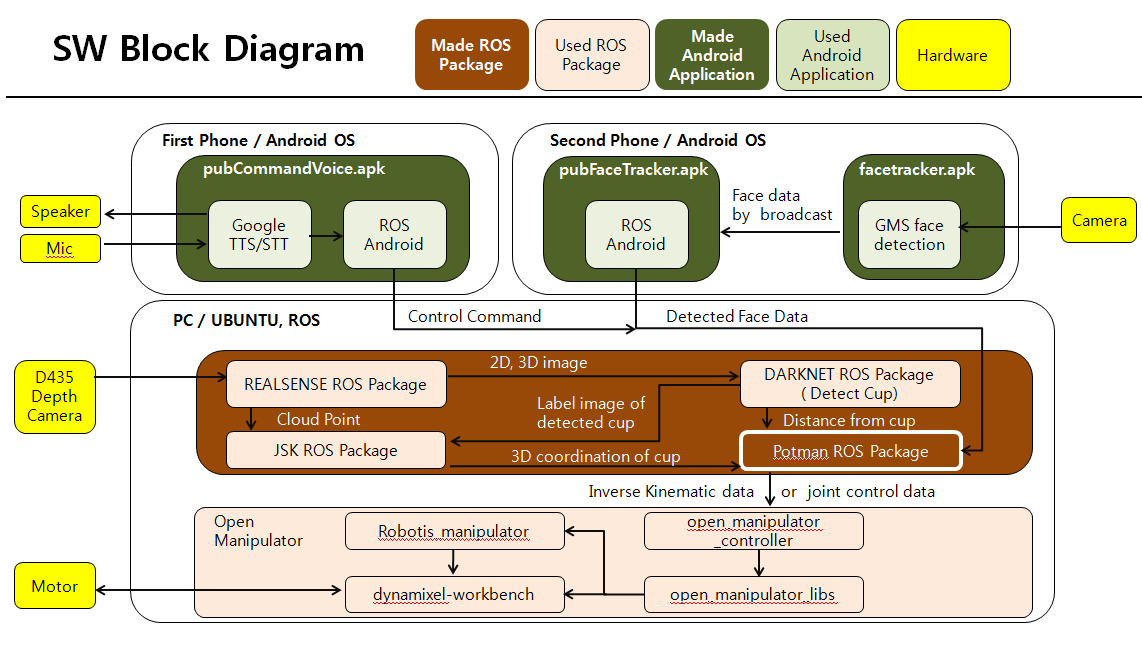 SW Block Diagram
Made ROS
Package
Used ROS
Package
Made
Android
Application
Used
Android
Application
Hardware
First Phone / Android OS
pubCommandVoice.apk
Google
TTS/STT
ROS
Android
Speaker
Mic
Second Phone / Android OS
pubFaceTracker.apk
ROS
Android
Face data
by broadcast
facetracker.apk
GMS face
detection
Camera
PC / UBUNTU, ROS
Control Command
Detected Face Data
D435
Depth
Camera
REALSENSE ROS Package
2D, 3D image
DARKNET ROS Package
( Detect Cup)
Cloud Point
Label image of
detected cup
Distance from cup
JSK ROS Package
3D coordination of cup
Potman ROS Package
Inverse Kinematic data
or joint control data
Open
Manipulator
Robotis_manipulator
open_manipulator
_controller
Motor
dynamixel-workbench
open_manipulator_libs